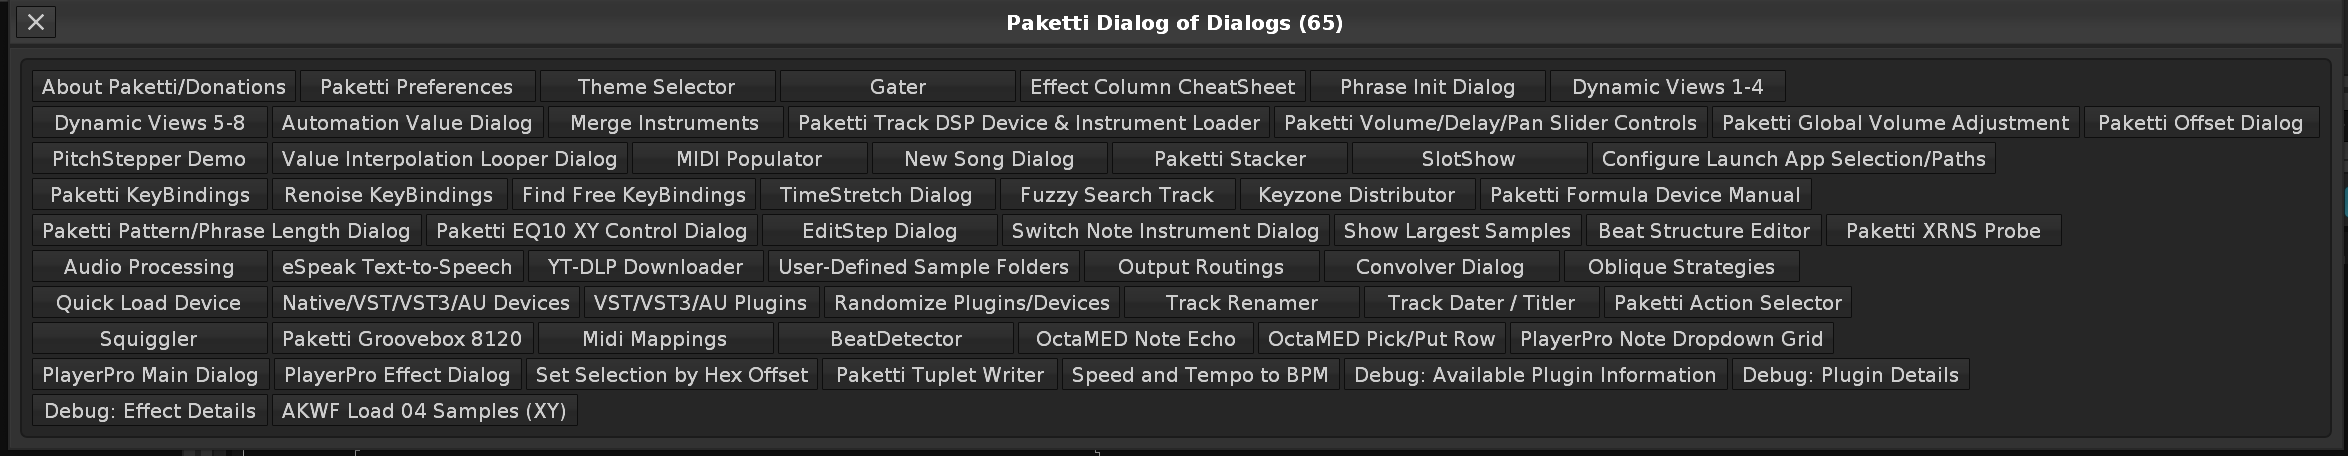 Paketti Dialog of Dialogs (65)
About Paketti/Donations Paketti Preferences Theme Selector Gater Effect Column CheatSheet Phrase Init Dialog Dynamic Views 1-4
Dynamic Views 5-8 Automation Value Dialog Merge Instruments Paketti Track DSP Device & Instrument Loader Paketti Volume/Delay/Pan Slider Controls Paketti Global Volume Adjustment Paketti Offset Dialog
PitchStepper Demo Value Interpolation Looper Dialog MIDI Populator New Song Dialog Paketti Stacker SlotShow Configure Launch App Selection/Paths
Paketti KeyBindings Renoise KeyBindings Find Free KeyBindings TimeStretch Dialog Fuzzy Search Track Keyzone Distributor Paketti Formula Device Manual
Paketti Pattern/Phrase Length Dialog Paketti EQ10 XY Control Dialog EditStep Dialog Switch Note Instrument Dialog Show Largest Samples Beat Structure Editor Paketti XRNS Probe
Audio Processing eSpeak Text-to-Speech YT-DLP Downloader User-Defined Sample Folders Output Routings Convolver Dialog Oblique Strategies
Quick Load Device Native/VST/VST3/AU Devices VST/VST3/AU Plugins Randomize Plugins/Devices Track Renamer Track Dater / Titler Paketti Action Selector
Squiggler Paketti Groovebox 8120 Midi Mappings BeatDetector OctaMED Note Echo OctaMED Pick/Put Row PlayerPro Note Dropdown Grid
PlayerPro Main Dialog PlayerPro Effect Dialog Set Selection by Hex Offset Paketti Tuplet Writer Speed and Tempo to BPM Debug: Available Plugin Information Debug: Plugin Details
Debug: Effect Details AKWF Load 04 Samples (XY)